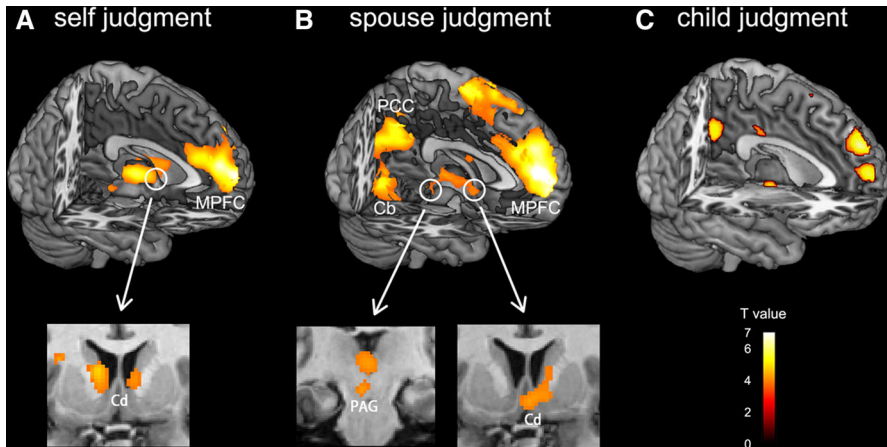 A self judgment
B spouse judgment
C child judgment
PCC
MPFC
Cb
MPFC
T value
7
6
4
2
0
Cd
PAG
Cd